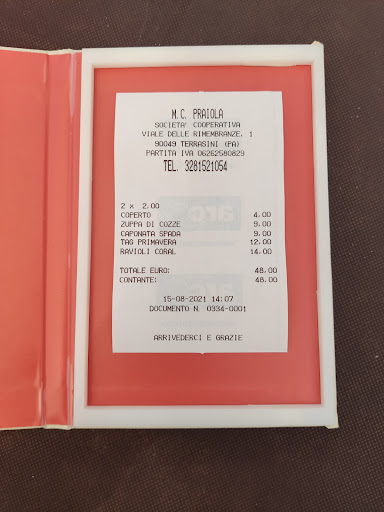 M.C. PRAIOLA
SOCIETA' COOPERATIVA
VIALE DELLE RIMEMBRANZE, 1
90049 TERRASINI (PA)
PARTITA IVA 06262580829
TEL. 3281521054
2 x 2.00
COPERTO 4.00
ZUPPA DI COZZE 9.00
CAPONATA SPADA 9.00
TAG PRIMAVERA 12.00
RAVIOLI CORAL 14.00
TOTALE EURO: 48.00
CONTANTE: 48.00
15-08-2021 14:07
DOCUMENTO N. 0334-0001
ARRIVEDERCI E GRAZIE